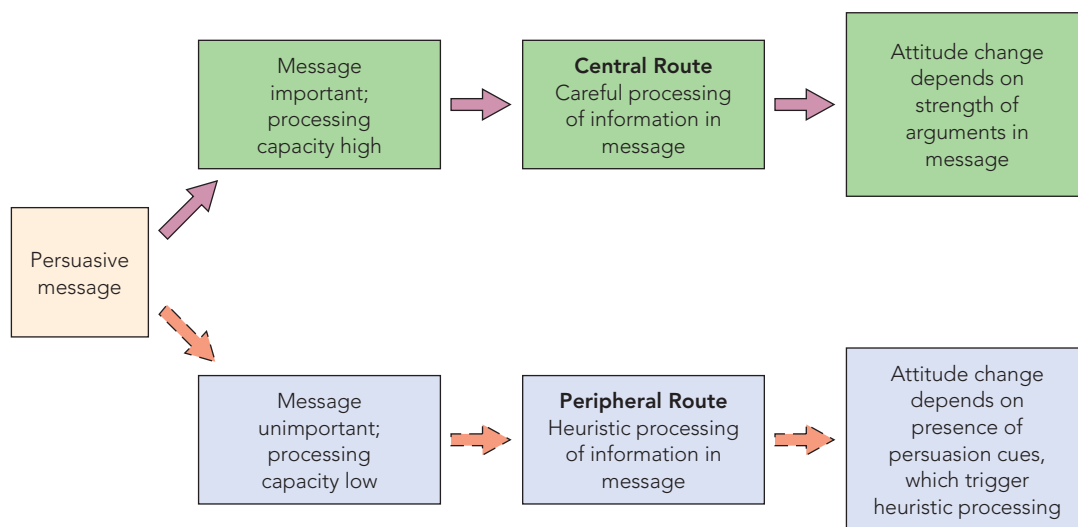 Message
important;
processing
capacity high
Central Route
Careful processing
of information in
message
Attitude change
depends on
strength of
arguments in
message
Persuasive
message
Message
unimportant;
processing
capacity low
Peripheral Route
Heuristic processing
of information in
message
Attitude change
depends on
presence of
persuasion cues,
which trigger
heuristic processing